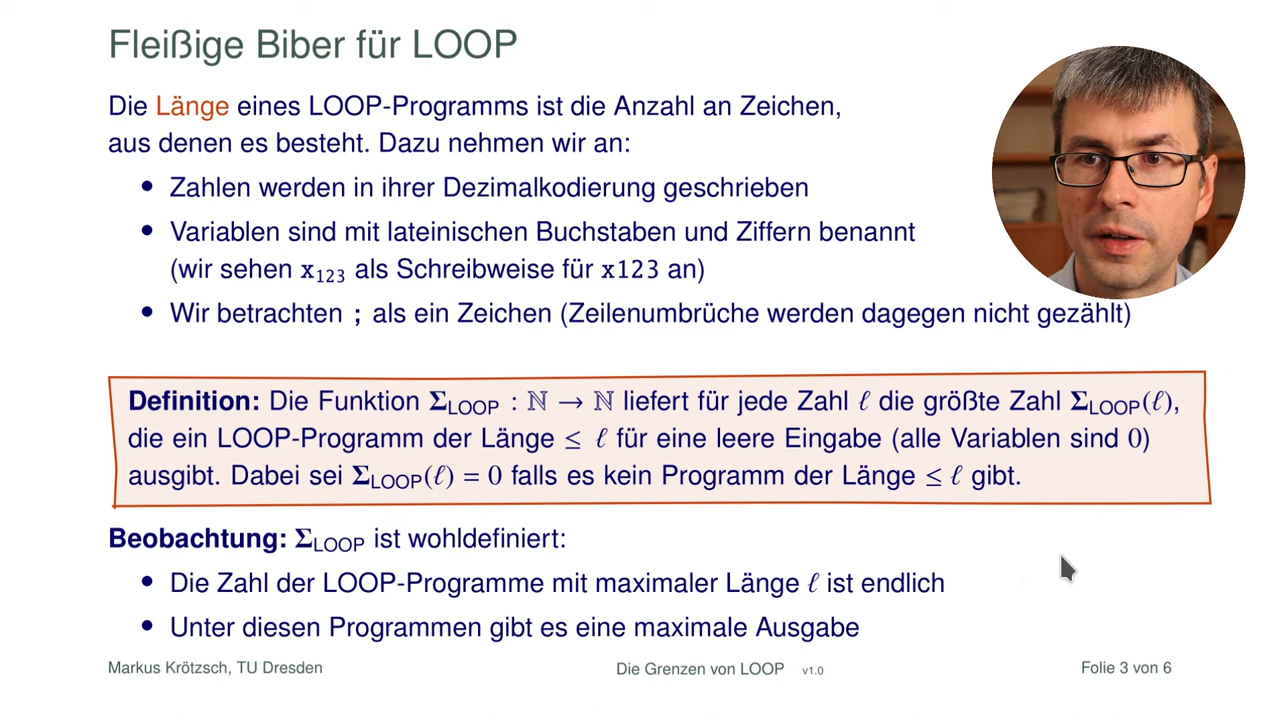 Fleißige Biber für LOOP
Die Länge eines LOOP-Programms ist die Anzahl an Zeichen,
aus denen es besteht. Dazu nehmen wir an:
• Zahlen werden in ihrer Dezimalkodierung geschrieben
• Variablen sind mit lateinischen Buchstaben und Ziffern benannt
(wir sehen x₁₂₃ als Schreibweise für x123 an)
• Wir betrachten ; als ein Zeichen (Zeilenumbrüche werden dagegen nicht gezählt)
Definition: Die Funktion Σ_LOOP : ℕ → ℕ liefert für jede Zahl ℓ die größte Zahl Σ_LOOP(ℓ),
die ein LOOP-Programm der Länge ≤ ℓ für eine leere Eingabe (alle Variablen sind 0)
ausgibt. Dabei sei Σ_LOOP(ℓ) = 0 falls es kein Programm der Länge ≤ ℓ gibt.
Beobachtung: Σ_LOOP ist wohldefiniert:
• Die Zahl der LOOP-Programme mit maximaler Länge ℓ ist endlich
• Unter diesen Programmen gibt es eine maximale Ausgabe
Markus Krötzsch, TU Dresden Die Grenzen von LOOP v1.0 Folie 3 von 6